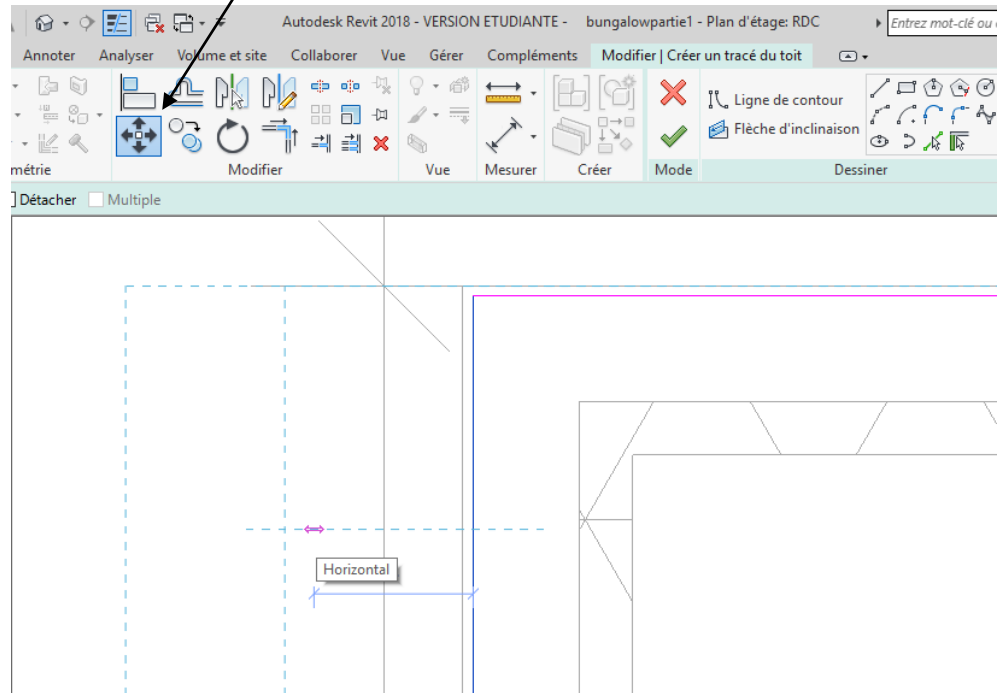 Autodesk Revit 2018 - VERSION ETUDIANTE - bungalowpartie1 - Plan d'étage: RDC
Entrez mot-clé ou
Annoter Analyser Volume et site Collaborer Vue Gérer Compléments Modifier | Créer un tracé du toit
Ligne de contour
Flèche d'inclinaison
métrie Modifier Vue Mesurer Créer Mode Dessiner
Détacher Multiple
Horizontal